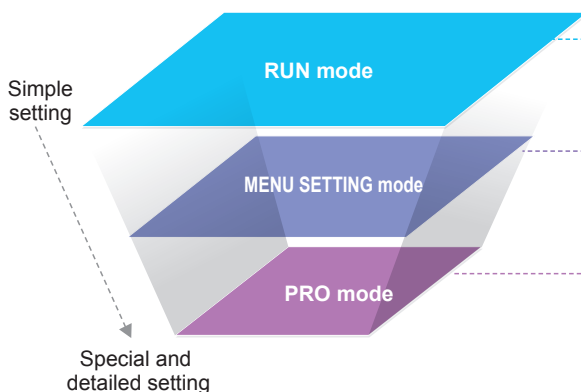 RUN mode
Simple
setting
MENU SETTING mode
PRO mode
Special and
detailed setting